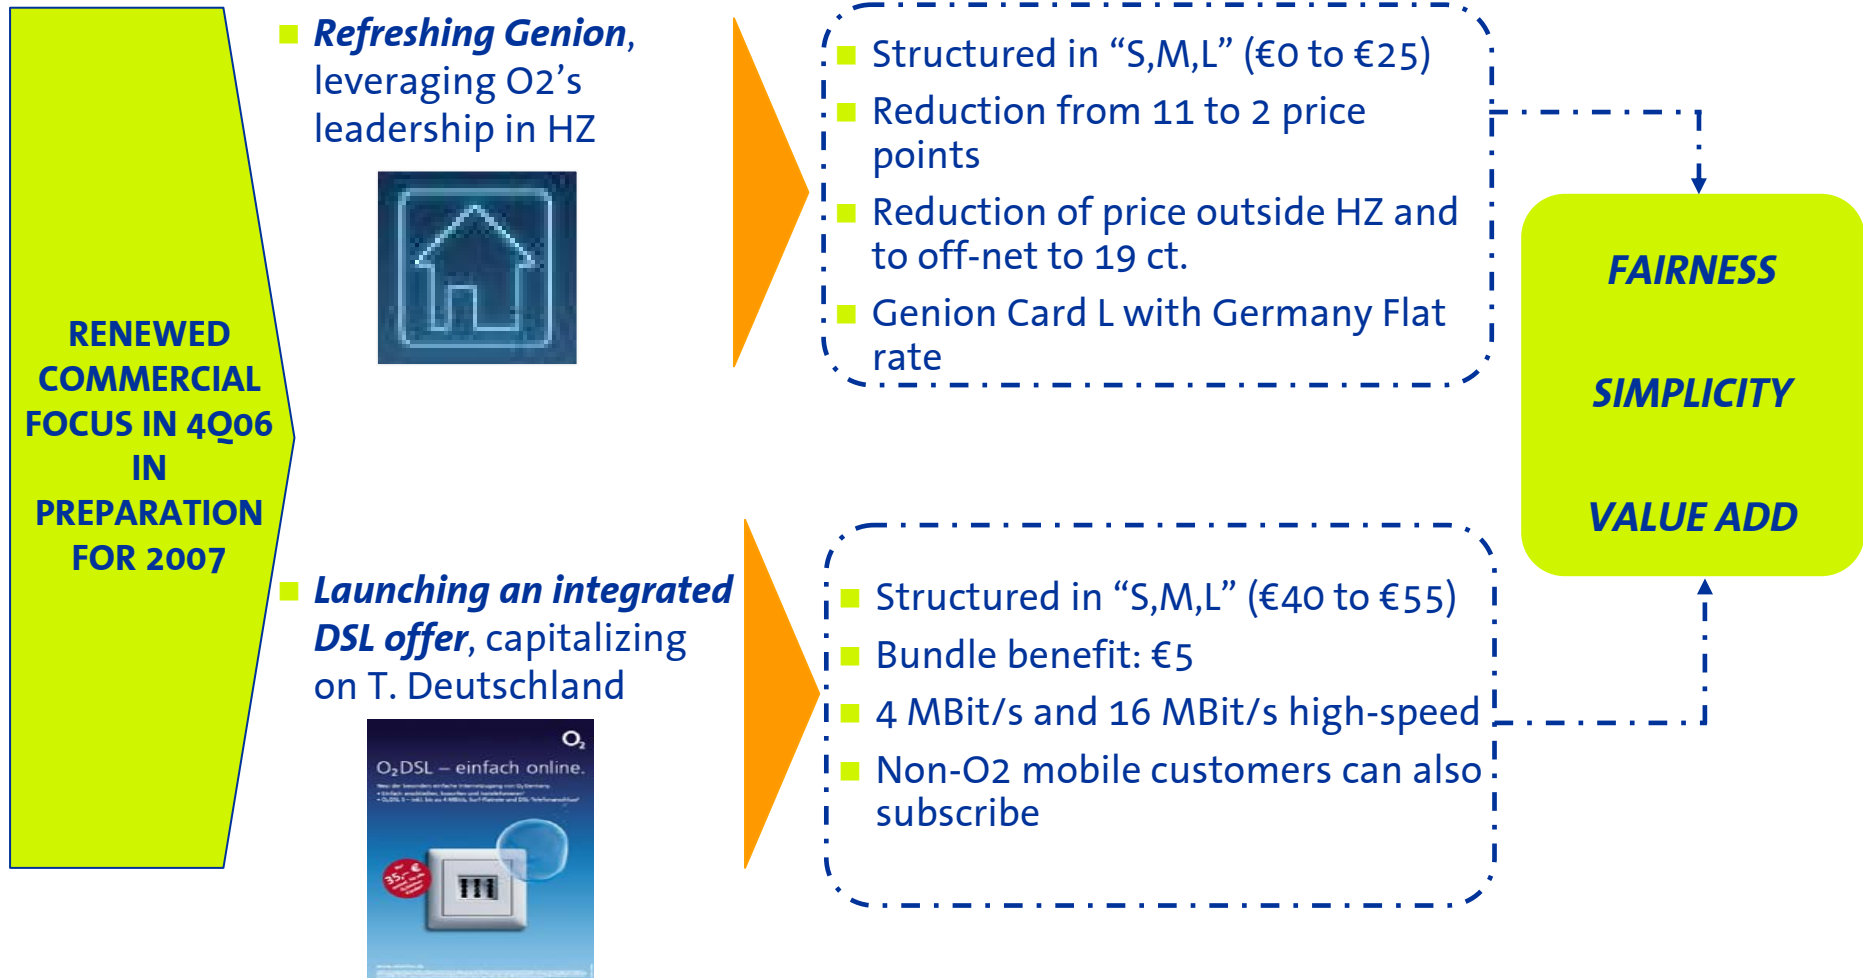 RENEWED
COMMERCIAL
FOCUS IN 4Q06
IN
PREPARATION
FOR 2007
Refreshing Genion,
leveraging O2’s
leadership in HZ
Structured in “S,M,L” (€0 to €25)
Reduction from 11 to 2 price
points
Reduction of price outside HZ and
to off-net to 19 ct.
Genion Card L with Germany Flat
rate
Launching an integrated
DSL offer, capitalizing
on T. Deutschland
O₂
O₂DSL – einfach online.
35,– €
Structured in “S,M,L” (€40 to €55)
Bundle benefit: €5
4 MBit/s and 16 MBit/s high-speed
Non-O2 mobile customers can also
subscribe
FAIRNESS
SIMPLICITY
VALUE ADD